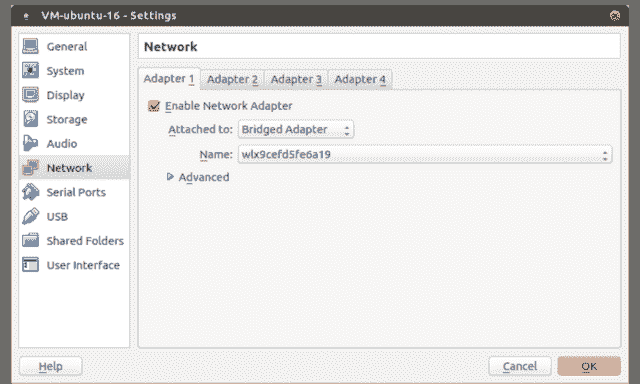 VM-ubuntu-16 - Settings
General
System
Display
Storage
Audio
Network
Serial Ports
USB
Shared Folders
User Interface
Network
Adapter 1 Adapter 2 Adapter 3 Adapter 4
Enable Network Adapter
Attached to: Bridged Adapter
Name: wlx9cefd5fe6a19
Advanced
Help Cancel OK